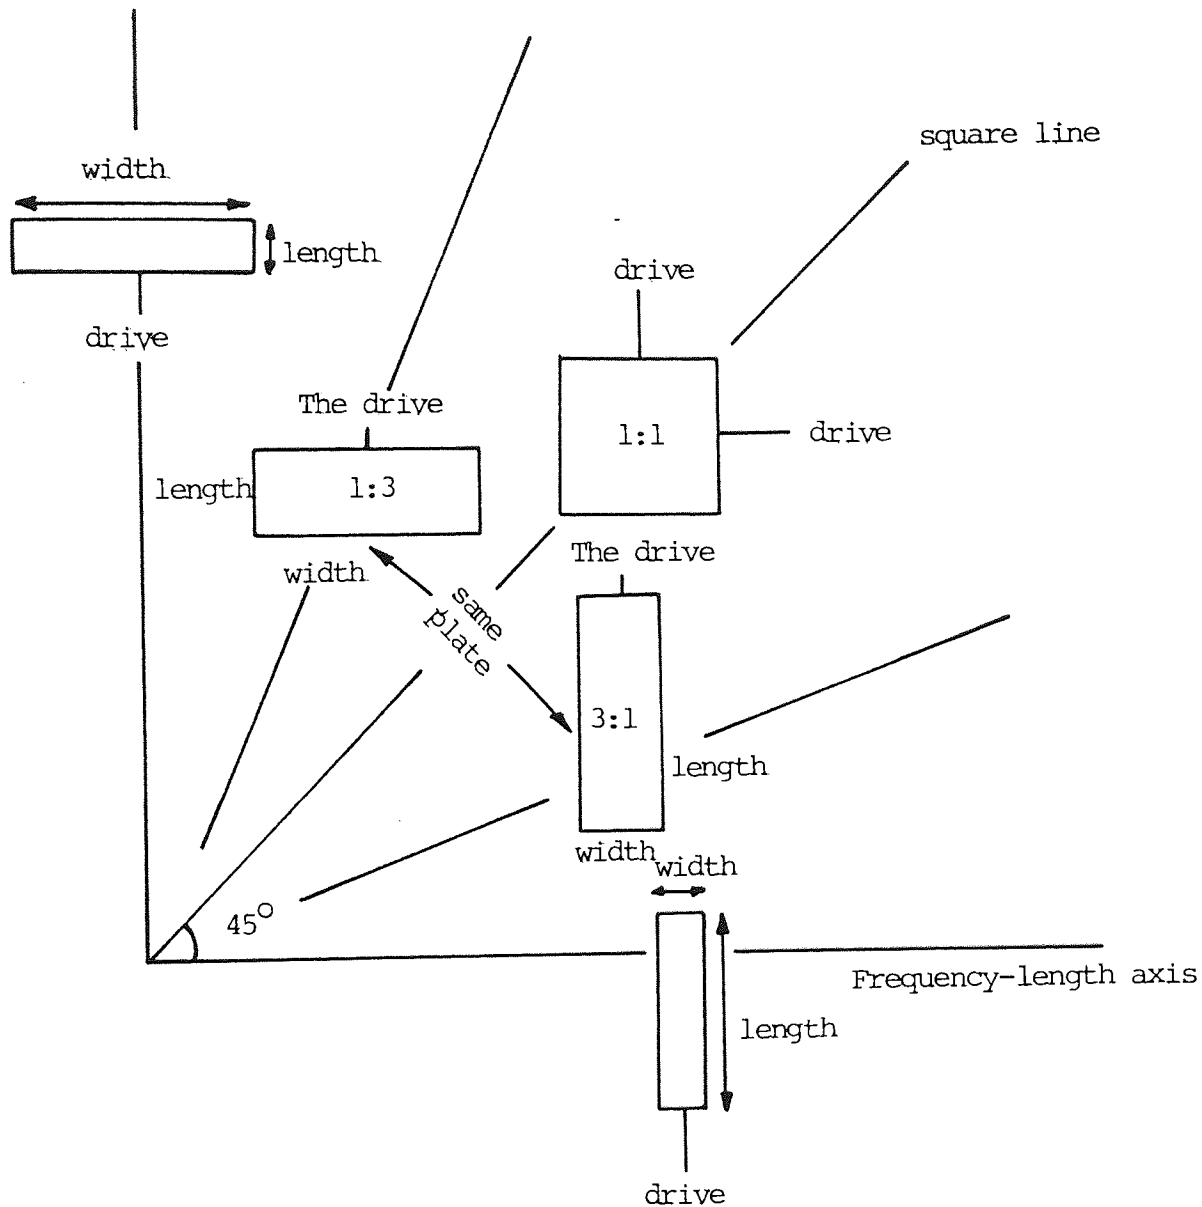 square line
width
length
drive
drive
The drive
1:1
drive
length
1:3
The drive
width
same
plate
3:1
length
width
width
45°
Frequency-length axis
length
drive